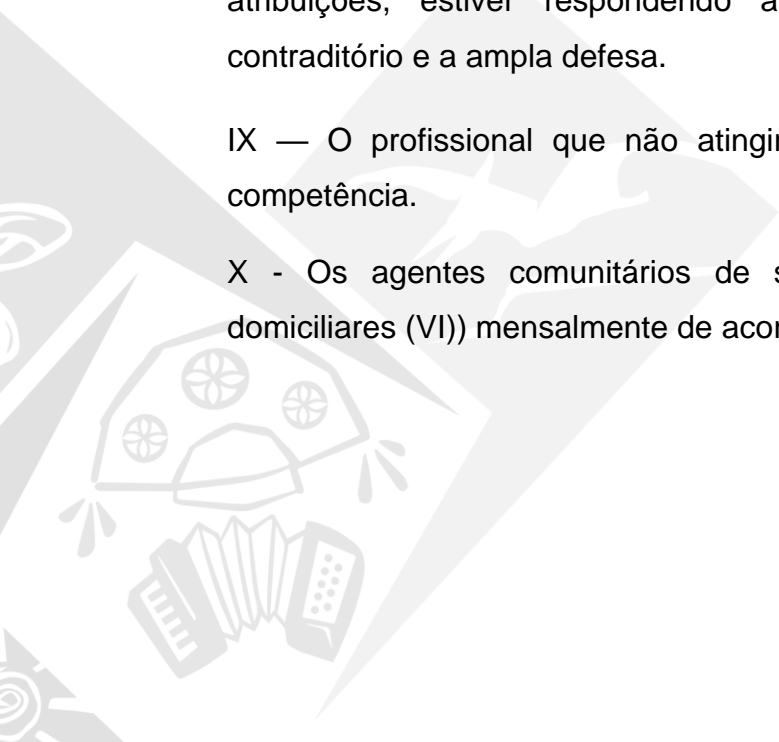 atribuições, estiver respondendo a
contraditório e a ampla defesa.
IX — O profissional que não atingir
competência.
X - Os agentes comunitários de
domiciliares (VI)) mensalmente de